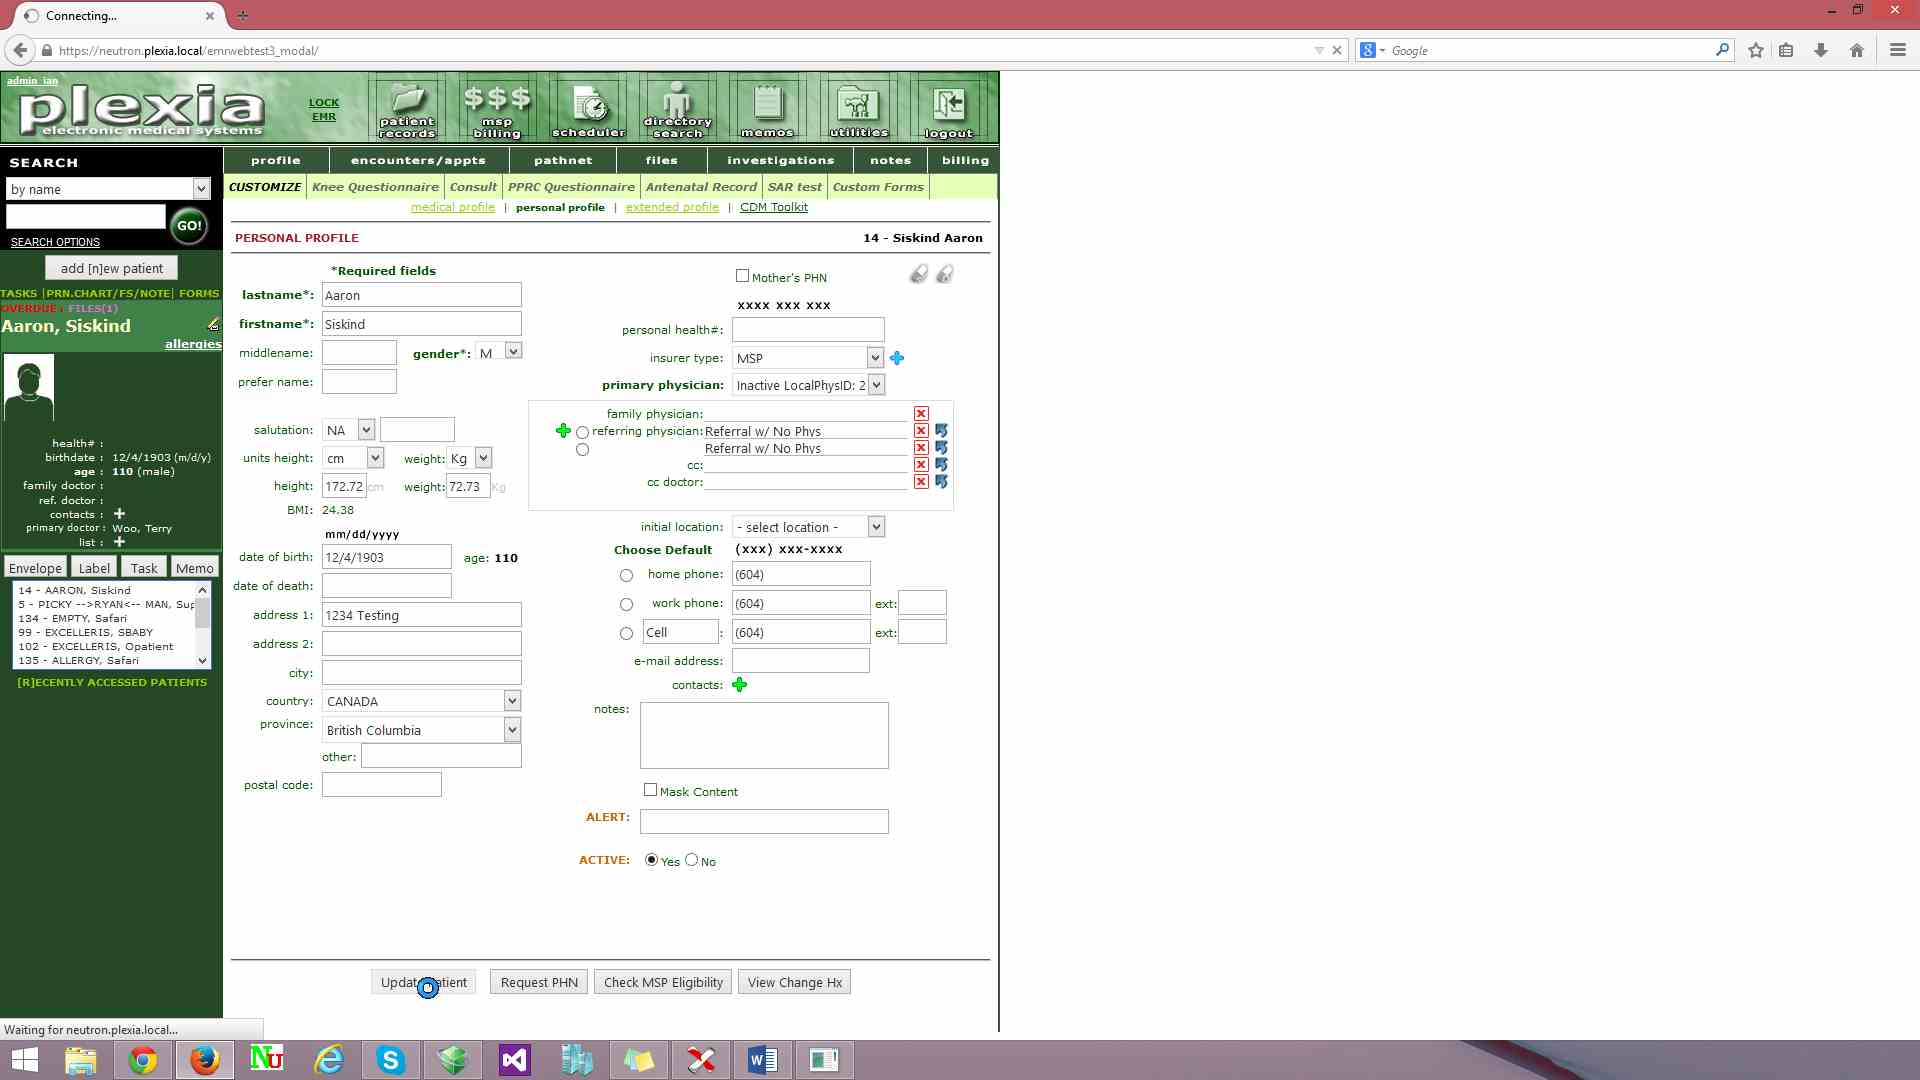 Connecting...
https://neutron.plexia.local/emrwebtest3_modal/
Google
admin_ian
plexia
electronic medical systems
LOCK
EMR
patient records
$$$
msp billing
scheduler
directory search
memos
utilities
logout
SEARCH
profile
encounters/appts
pathnet
files
investigations
notes
billing
by name
CUSTOMIZE
Knee Questionnaire
Consult
PPRC Questionnaire
Antenatal Record
SAR test
Custom Forms
medical profile | personal profile | extended profile | CDM Toolkit
GO!
SEARCH OPTIONS
PERSONAL PROFILE
14 - Siskind Aaron
add [n]ew patient
TASKS |PRN.CHART/FS/NOTE| FORMS
OVERDUE: FILES(1)
Aaron, Siskind
allergies
health# :
birthdate : 12/4/1903 (m/d/y)
age : 110 (male)
family doctor :
ref. doctor :
contacts :
primary doctor : Woo, Terry
list :
Envelope
Label
Task
Memo
14 - AARON, Siskind
5 - PICKY -->RYAN<-- MAN, Sup
134 - EMPTY, Safari
99 - EXCELLERIS, SBABY
102 - EXCELLERIS, Opatient
135 - ALLERGY, Safari
[R]ECENTLY ACCESSED PATIENTS
*Required fields
lastname*: Aaron
firstname*: Siskind
middlename:
gender*: M
prefer name:
salutation: NA
units height: cm
weight: Kg
height: 172.72 cm
weight: 72.73 Kg
BMI: 24.38
mm/dd/yyyy
date of birth: 12/4/1903
age: 110
date of death:
address 1: 1234 Testing
address 2:
city:
country: CANADA
province: British Columbia
other:
postal code:
Mother's PHN
xxxx xxx xxx
personal health#:
insurer type: MSP
primary physician: Inactive LocalPhysID: 2
family physician:
referring physician: Referral w/ No Phys
Referral w/ No Phys
cc:
cc doctor:
initial location: - select location -
Choose Default
(xxx) xxx-xxxx
home phone: (604)
work phone: (604)
ext:
Cell : (604)
ext:
e-mail address:
contacts:
notes:
Mask Content
ALERT:
ACTIVE: Yes No
Update Patient
Request PHN
Check MSP Eligibility
View Change Hx
Waiting for neutron.plexia.local...
NU